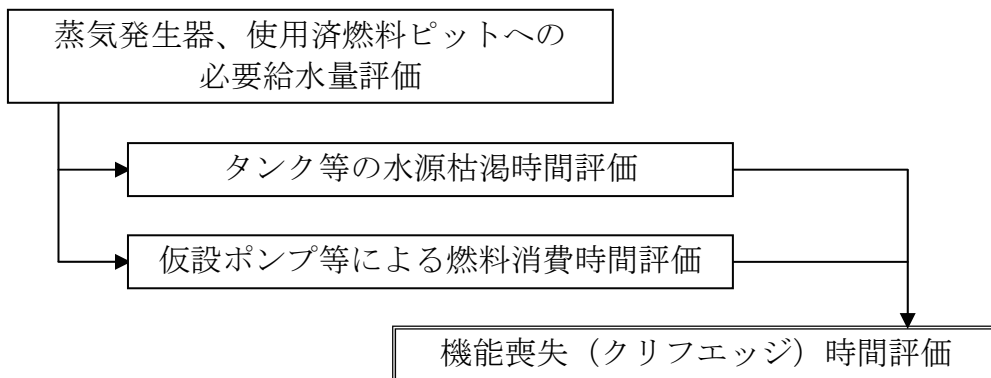 蒸気発生器、使用済燃料ピットへの
必要給水量評価
タンク等の水源枯渇時間評価
仮設ポンプ等による燃料消費時間評価
機能喪失（クリフエッジ）時間評価